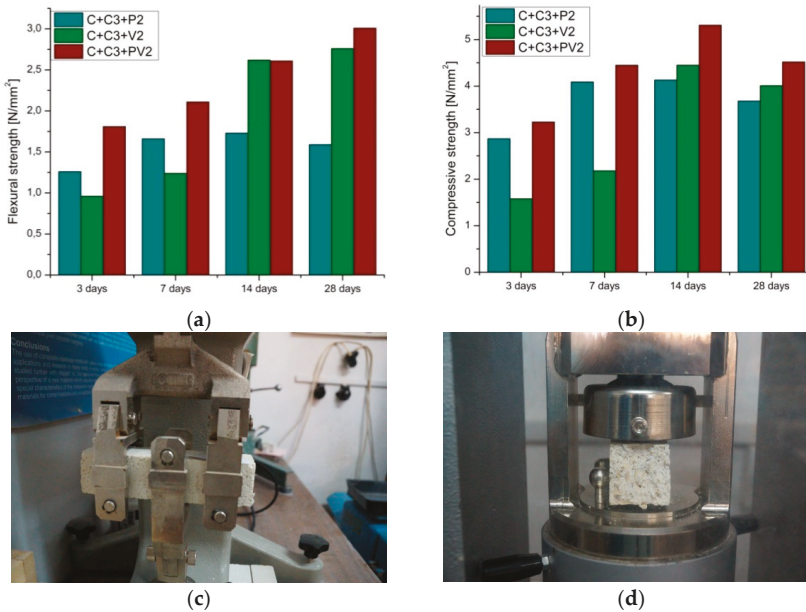 C+C3+P2
C+C3+V2
C+C3+PV2
Flexural strength [N/mm²]
3,0
2,5
2,0
1,5
1,0
0,5
0,0
3 days 7 days 14 days 28 days
(a)
C+C3+P2
C+C3+V2
C+C3+PV2
Compressive strength [N/mm²]
5
4
3
2
1
0
3 days 7 days 14 days 28 days
(b)
Conclusions
(c)
(d)